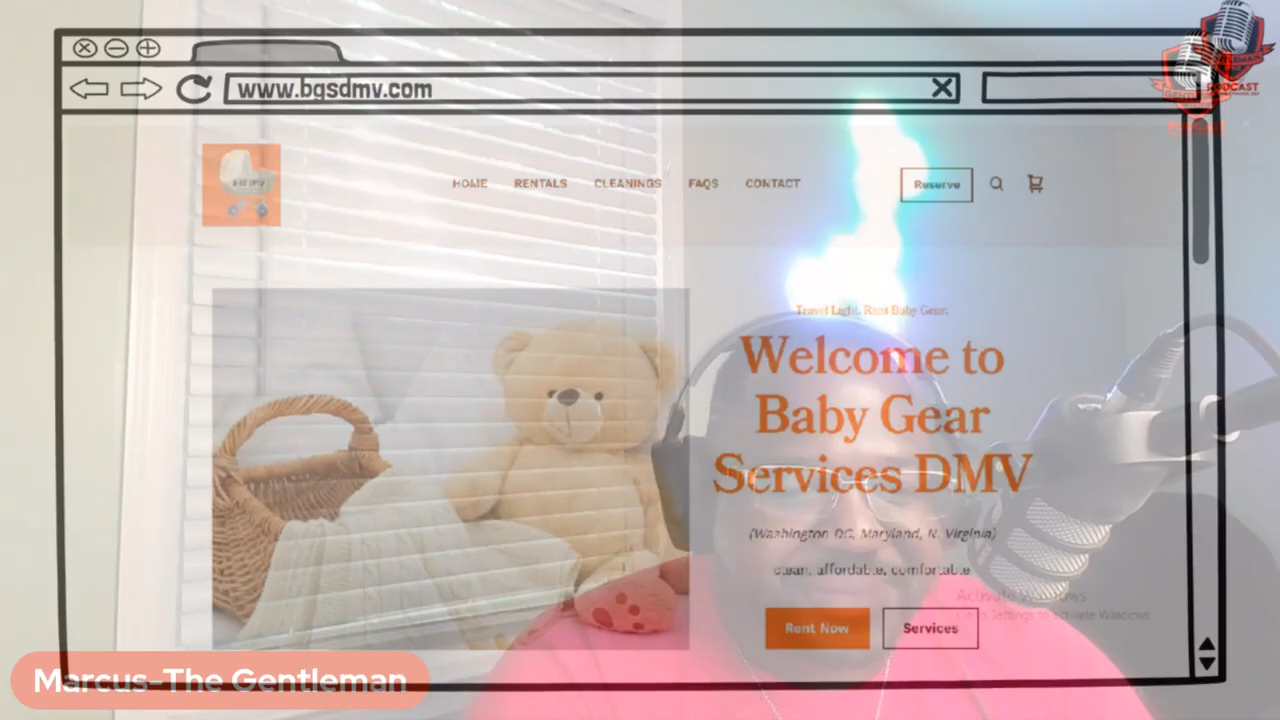 www.bgsdmv.com
HOME RENTALS CLEANINGS FAQS CONTACT Reserve
Travel Light. Rent Baby Gear.
Welcome to
Baby Gear
Services DMV
(Washington DC, Maryland, N. Virginia)
clean, affordable, comfortable
Activate Windows
Go to Settings to activate Windows
Rent Now Services
Marcus-The Gentleman
PODCAST
PODCAST